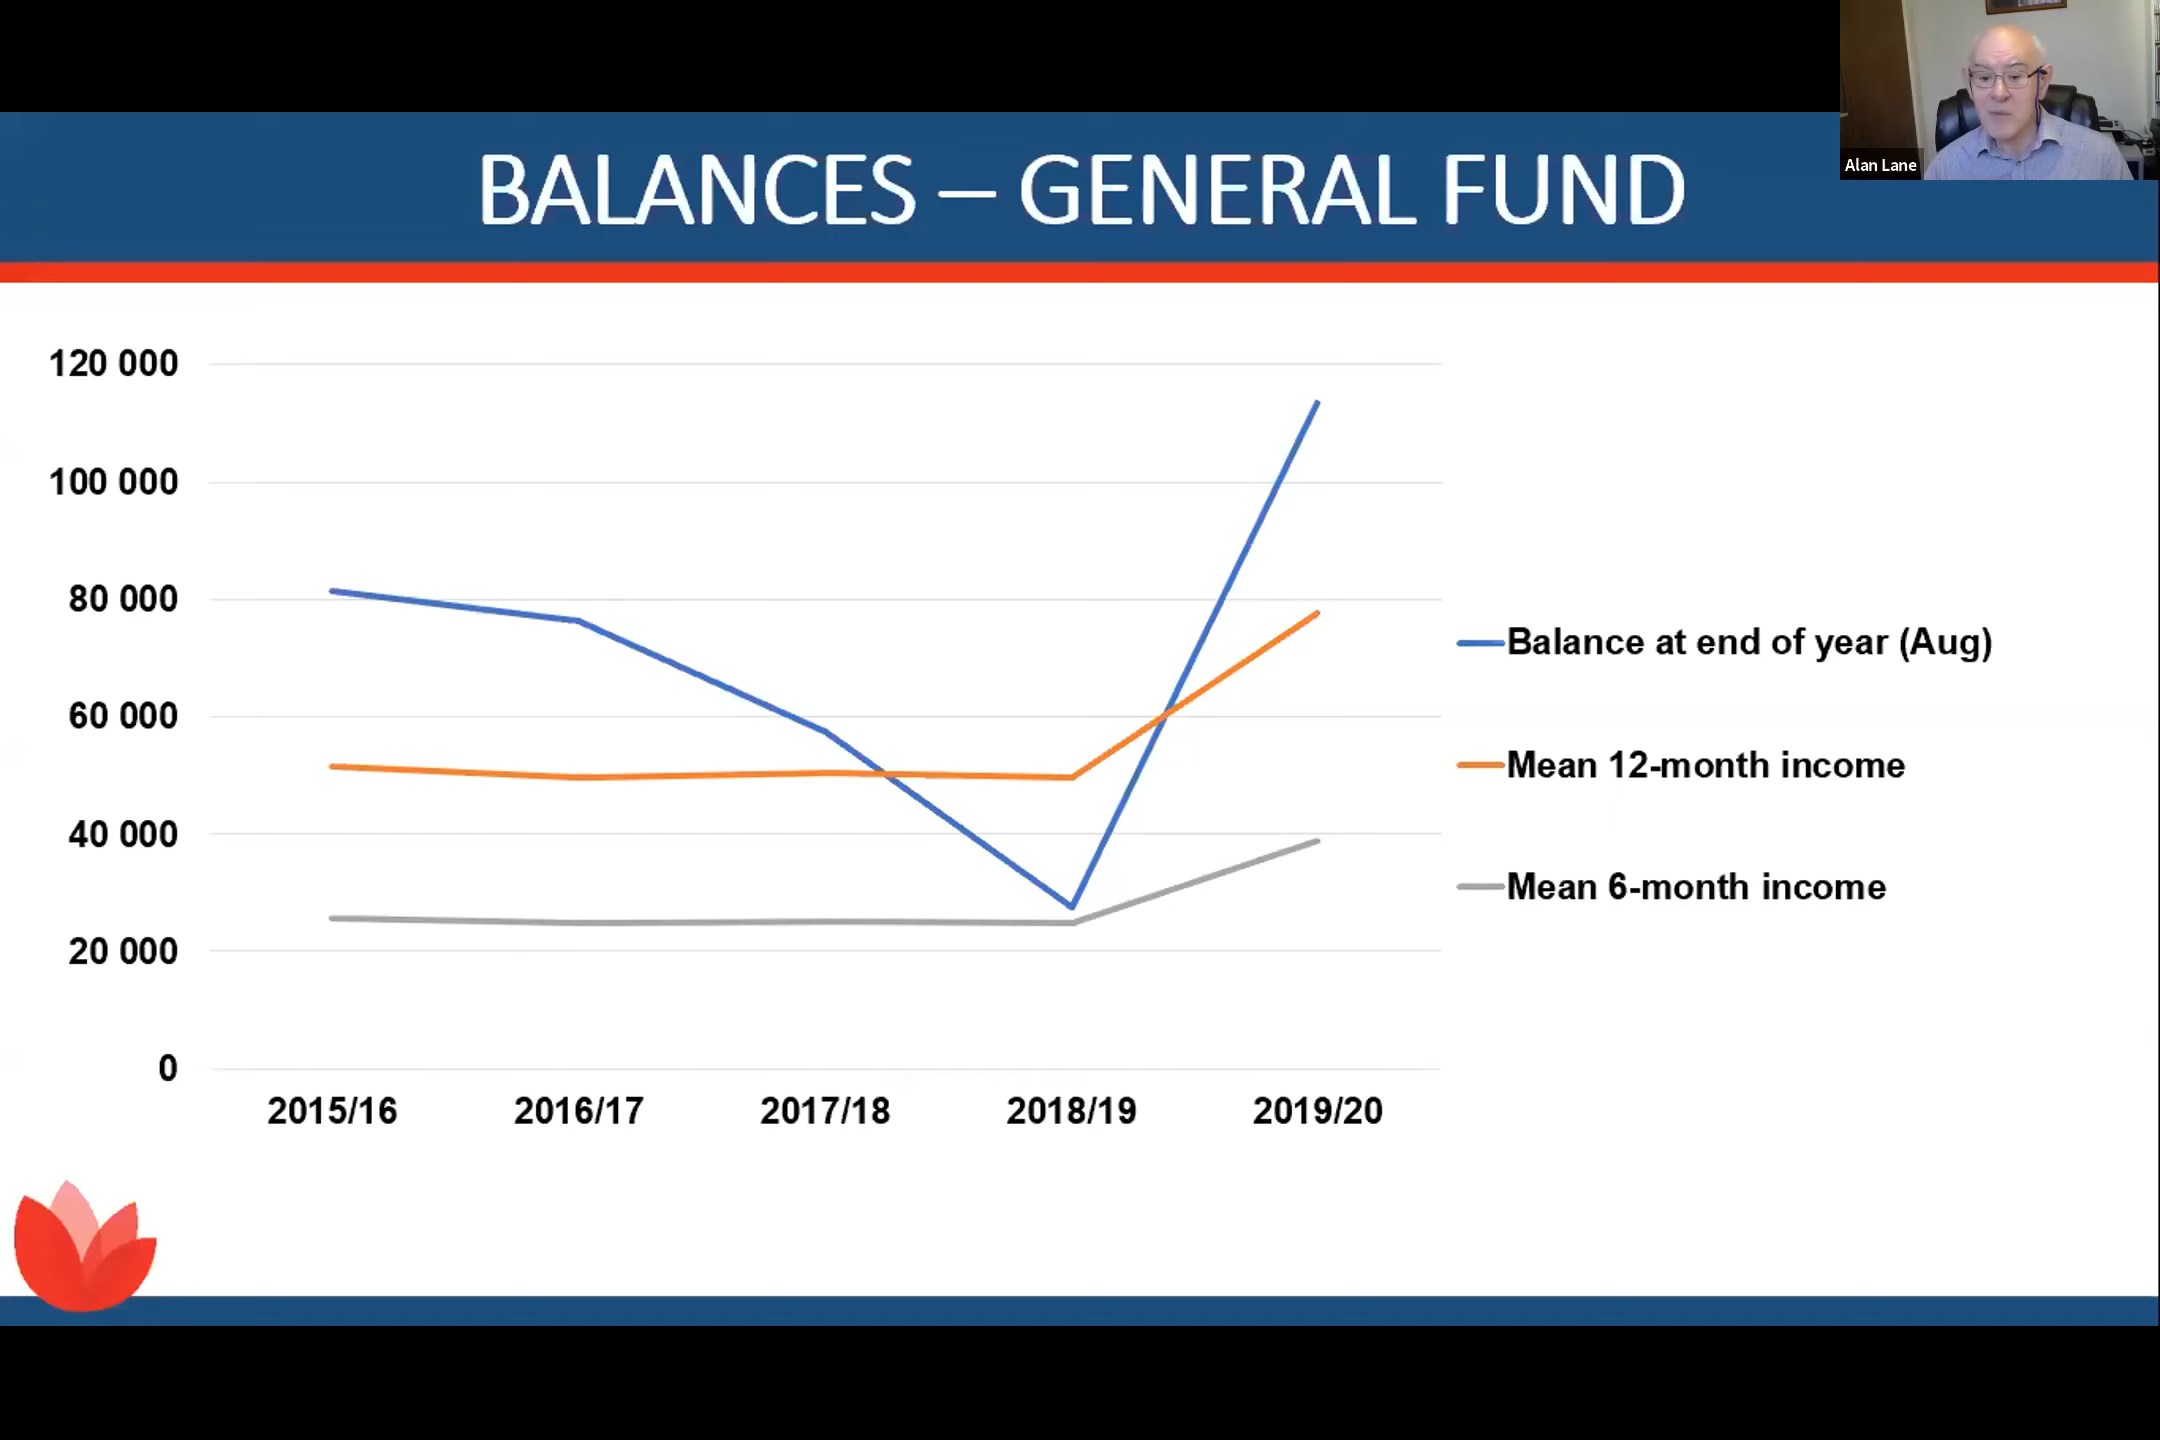 Alan Lane
BALANCES – GENERAL FUND
120 000
100 000
80 000
60 000
40 000
20 000
0
2015/16 2016/17 2017/18 2018/19 2019/20
Balance at end of year (Aug)
Mean 12-month income
Mean 6-month income